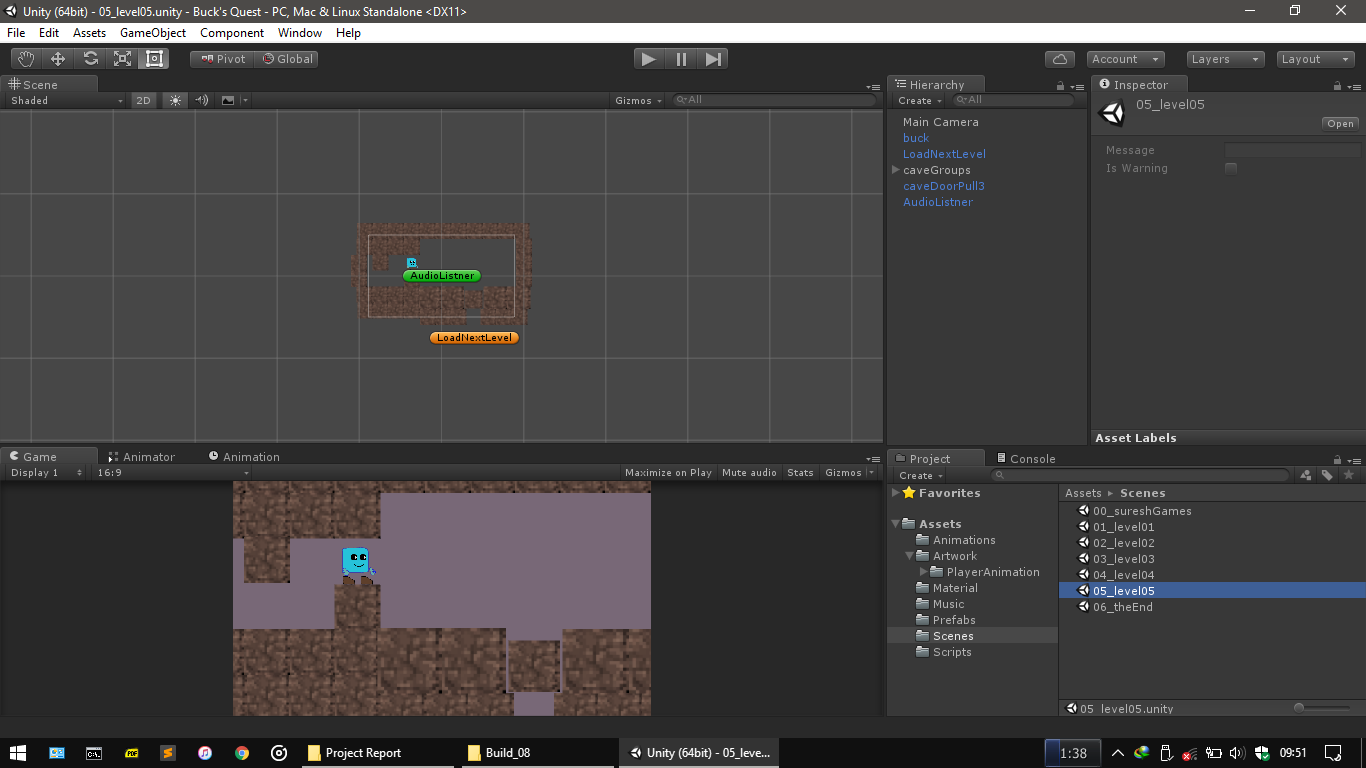 Unity (64bit) - 05_level05.unity - Buck's Quest - PC, Mac & Linux Standalone <DX11>
File Edit Assets GameObject Component Window Help
Pivot Global Account Layers Layout
Scene
Shaded 2D Gizmos All
AudioListner
LoadNextLevel
Hierarchy
Create All
Main Camera
buck
LoadNextLevel
caveGroups
caveDoorPull3
AudioListner
Inspector
05_level05
Open
Message
Is Warning
Asset Labels
Game Animator Animation
Display 1 16:9 Maximize on Play Mute audio Stats Gizmos
Project Console
Create
Favorites
Assets
Animations
Artwork
PlayerAnimation
Material
Music
Prefabs
Scenes
Scripts
Assets Scenes
00_sureshGames
01_level01
02_level02
03_level03
04_level04
05_level05
06_theEnd
05_level05.unity
PDF Project Report Build_08 Unity (64bit) - 05_leve... 1:38 09:51